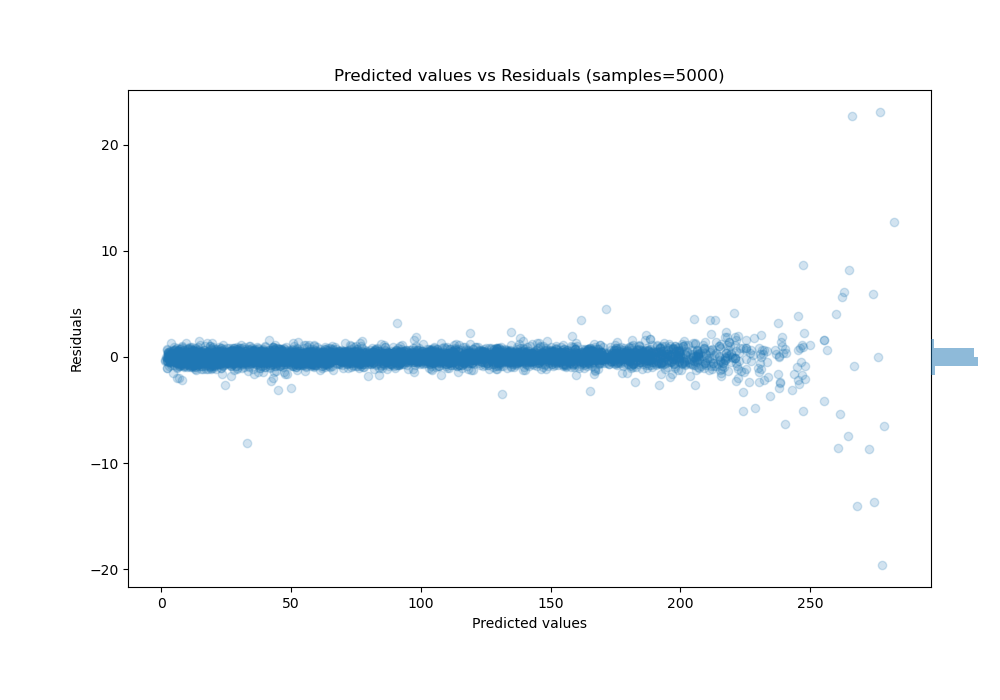 Predicted values vs Residuals (samples=5000)
20
10
0
−10
−20
Residuals
0 50 100 150 200 250
Predicted values